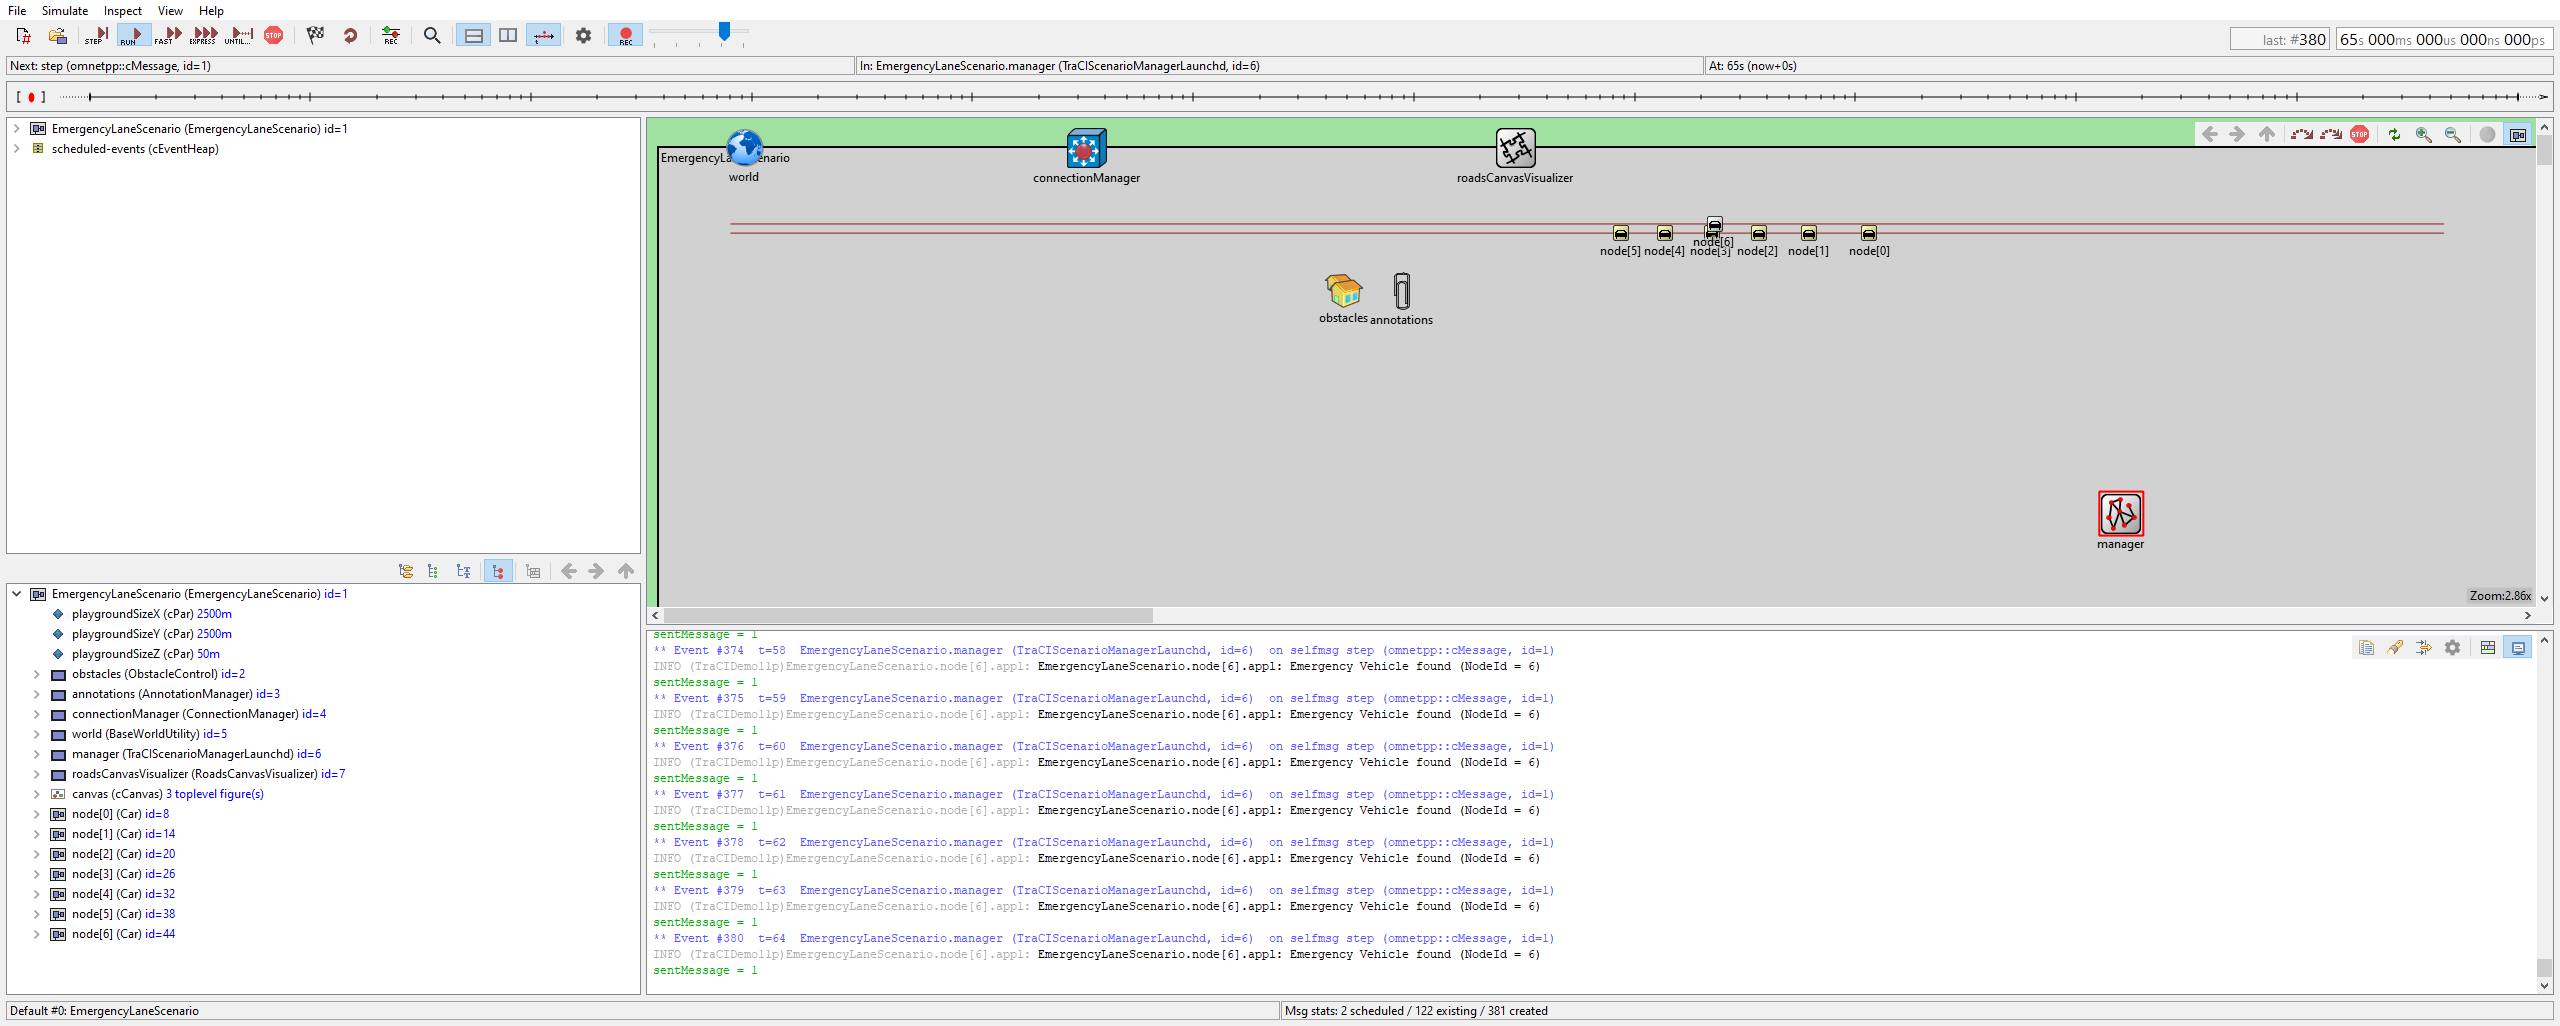 File Simulate Inspect View Help
STEP RUN FAST EXPRESS UNTIL... STOP REC REC
last: #380 65s 000ms 000us 000ns 000ps
Next: step (omnetpp::cMessage, id=1) In: EmergencyLaneScenario.manager (TraCIScenarioManagerLaunchd, id=6) At: 65s (now+0s)
EmergencyLaneScenario (EmergencyLaneScenario) id=1
scheduled-events (cEventHeap)
STOP
world
connectionManager
roadsCanvasVisualizer
node[6]
node[5] node[4] node[3] node[2] node[1] node[0]
obstacles annotations
manager
Zoom:2.86x
EmergencyLaneScenario (EmergencyLaneScenario) id=1
playgroundSizeX (cPar) 2500m
playgroundSizeY (cPar) 2500m
playgroundSizeZ (cPar) 50m
obstacles (ObstacleControl) id=2
annotations (AnnotationManager) id=3
connectionManager (ConnectionManager) id=4
world (BaseWorldUtility) id=5
manager (TraCIScenarioManagerLaunchd) id=6
roadsCanvasVisualizer (RoadsCanvasVisualizer) id=7
canvas (cCanvas) 3 toplevel figure(s)
node[0] (Car) id=8
node[1] (Car) id=14
node[2] (Car) id=20
node[3] (Car) id=26
node[4] (Car) id=32
node[5] (Car) id=38
node[6] (Car) id=44
sentMessage = 1
** Event #374 t=58 EmergencyLaneScenario.manager (TraCIScenarioManagerLaunchd, id=6) on selfmsg step (omnetpp::cMessage, id=1)
INFO (TraCIDemo11p)EmergencyLaneScenario.node[6].appl: EmergencyLaneScenario.node[6].appl: Emergency Vehicle found (NodeId = 6)
sentMessage = 1
** Event #375 t=59 EmergencyLaneScenario.manager (TraCIScenarioManagerLaunchd, id=6) on selfmsg step (omnetpp::cMessage, id=1)
INFO (TraCIDemo11p)EmergencyLaneScenario.node[6].appl: EmergencyLaneScenario.node[6].appl: Emergency Vehicle found (NodeId = 6)
sentMessage = 1
** Event #376 t=60 EmergencyLaneScenario.manager (TraCIScenarioManagerLaunchd, id=6) on selfmsg step (omnetpp::cMessage, id=1)
INFO (TraCIDemo11p)EmergencyLaneScenario.node[6].appl: EmergencyLaneScenario.node[6].appl: Emergency Vehicle found (NodeId = 6)
sentMessage = 1
** Event #377 t=61 EmergencyLaneScenario.manager (TraCIScenarioManagerLaunchd, id=6) on selfmsg step (omnetpp::cMessage, id=1)
INFO (TraCIDemo11p)EmergencyLaneScenario.node[6].appl: EmergencyLaneScenario.node[6].appl: Emergency Vehicle found (NodeId = 6)
sentMessage = 1
** Event #378 t=62 EmergencyLaneScenario.manager (TraCIScenarioManagerLaunchd, id=6) on selfmsg step (omnetpp::cMessage, id=1)
INFO (TraCIDemo11p)EmergencyLaneScenario.node[6].appl: EmergencyLaneScenario.node[6].appl: Emergency Vehicle found (NodeId = 6)
sentMessage = 1
** Event #379 t=63 EmergencyLaneScenario.manager (TraCIScenarioManagerLaunchd, id=6) on selfmsg step (omnetpp::cMessage, id=1)
INFO (TraCIDemo11p)EmergencyLaneScenario.node[6].appl: EmergencyLaneScenario.node[6].appl: Emergency Vehicle found (NodeId = 6)
sentMessage = 1
** Event #380 t=64 EmergencyLaneScenario.manager (TraCIScenarioManagerLaunchd, id=6) on selfmsg step (omnetpp::cMessage, id=1)
INFO (TraCIDemo11p)EmergencyLaneScenario.node[6].appl: EmergencyLaneScenario.node[6].appl: Emergency Vehicle found (NodeId = 6)
sentMessage = 1
Default #0: EmergencyLaneScenario Msg stats: 2 scheduled / 122 existing / 381 created